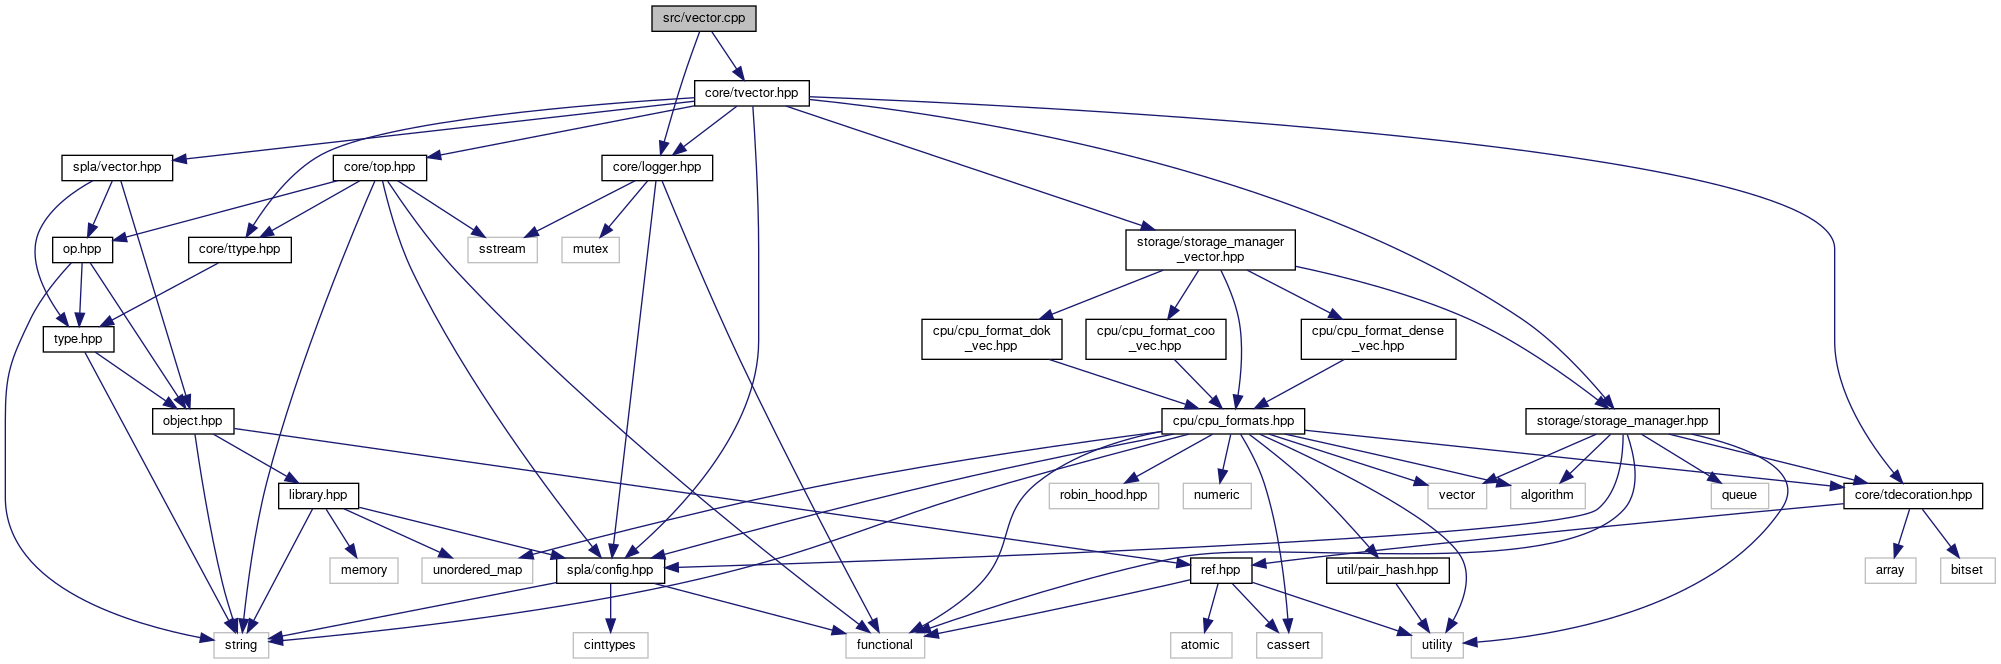 src/vector.cpp
core/tvector.hpp
spla/vector.hpp
core/top.hpp
core/logger.hpp
op.hpp
core/ttype.hpp
sstream
mutex
storage/storage_manager
_vector.hpp
type.hpp
cpu/cpu_format_dok
_vec.hpp
cpu/cpu_format_coo
_vec.hpp
cpu/cpu_format_dense
_vec.hpp
object.hpp
cpu/cpu_formats.hpp
storage/storage_manager.hpp
library.hpp
robin_hood.hpp
numeric
vector
algorithm
queue
core/tdecoration.hpp
memory
unordered_map
spla/config.hpp
ref.hpp
util/pair_hash.hpp
array
bitset
string
cinttypes
functional
atomic
cassert
utility